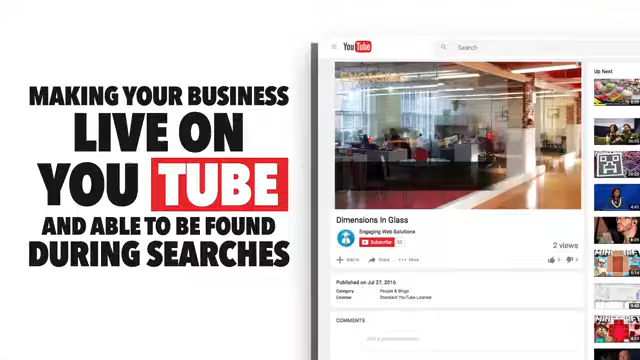 MAKING YOUR BUSINESS
LIVE ON
YOU TUBE
AND ABLE TO BE FOUND
DURING SEARCHES
YouTube
Search
Up Next
Dimensions In Glass
Engaging Web Solutions
Subscribe
2 views
Add to
Share
More
Published on Jul 27, 2016
Category People & Blogs
License Standard YouTube License
COMMENTS